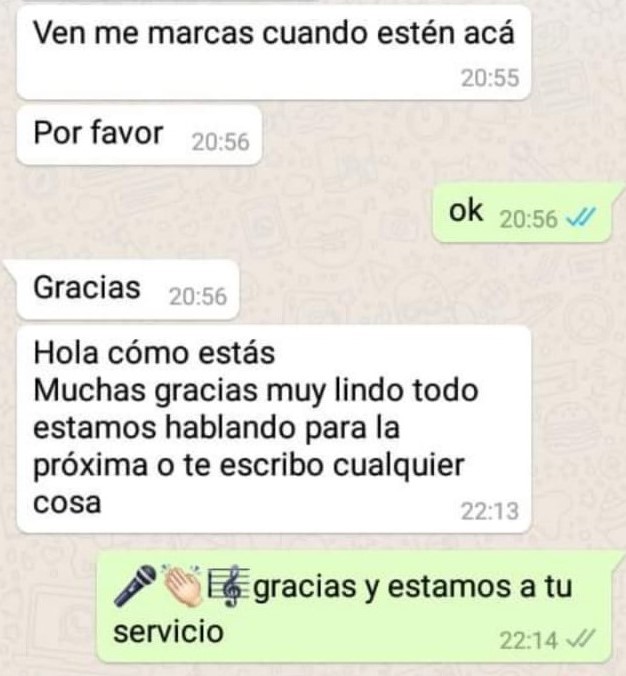 Ven me marcas cuando estén acá
20:55
Por favor 20:56
ok 20:56
Gracias 20:56
Hola cómo estás
Muchas gracias muy lindo todo
estamos hablando para la
próxima o te escribo cualquier
cosa 22:13
🎤👏🏻🎼gracias y estamos a tu
servicio 22:14